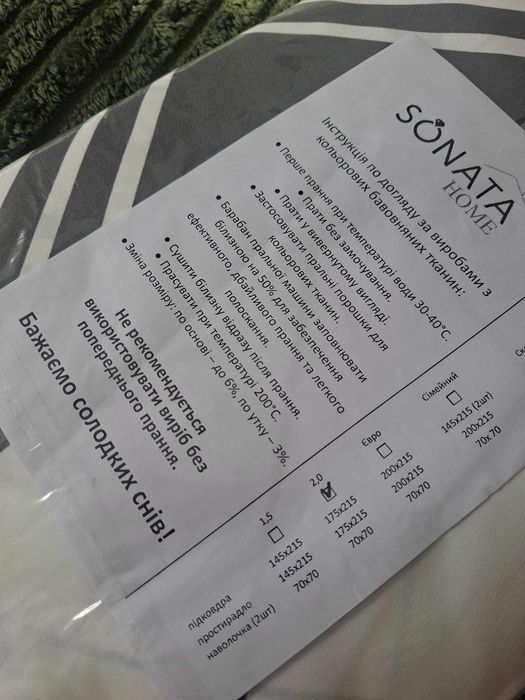 SONATA
HOME
Інструкція по догляду за виробами з
кольорових бавовняних тканин:
• Перше прання при температурі води 30-40°С.
• Прати без замочування.
• Прати у вивернутому вигляді.
• Застосовувати пральні порошки для
кольорових тканин.
• Барабан пральної машини заповнювати
білизною на 50% для забезпечення
ефективного, дбайливого прання та легкого
полоскання.
• Сушити білизну відразу після прання.
• Прасувати при температурі 200°С.
• Зміна розміру: по основі – до 6%, по утку – 3%.
Не рекомендується
використовувати виріб без
попереднього прання.
Бажаємо солодких снів!
1,5 2,0 Євро Сімейний
підковдра 145х215 175х215 200х215 145х215 (2шт)
простирадло 145х215 175х215 200х215 200х215
наволочка (2шт) 70х70 70х70 70х70 70х70